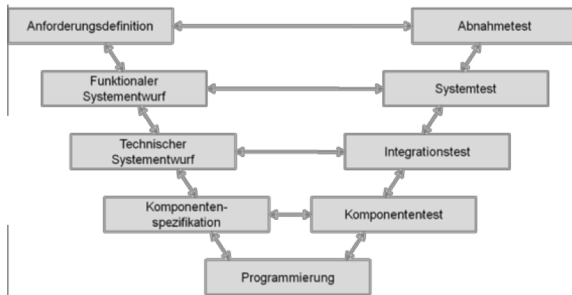 Anforderungsdefinition
Abnahmetest
Funktionaler
Systementwurf
Systemtest
Technischer
Systementwurf
Integrationstest
Komponenten-
spezifikation
Komponententest
Programmierung